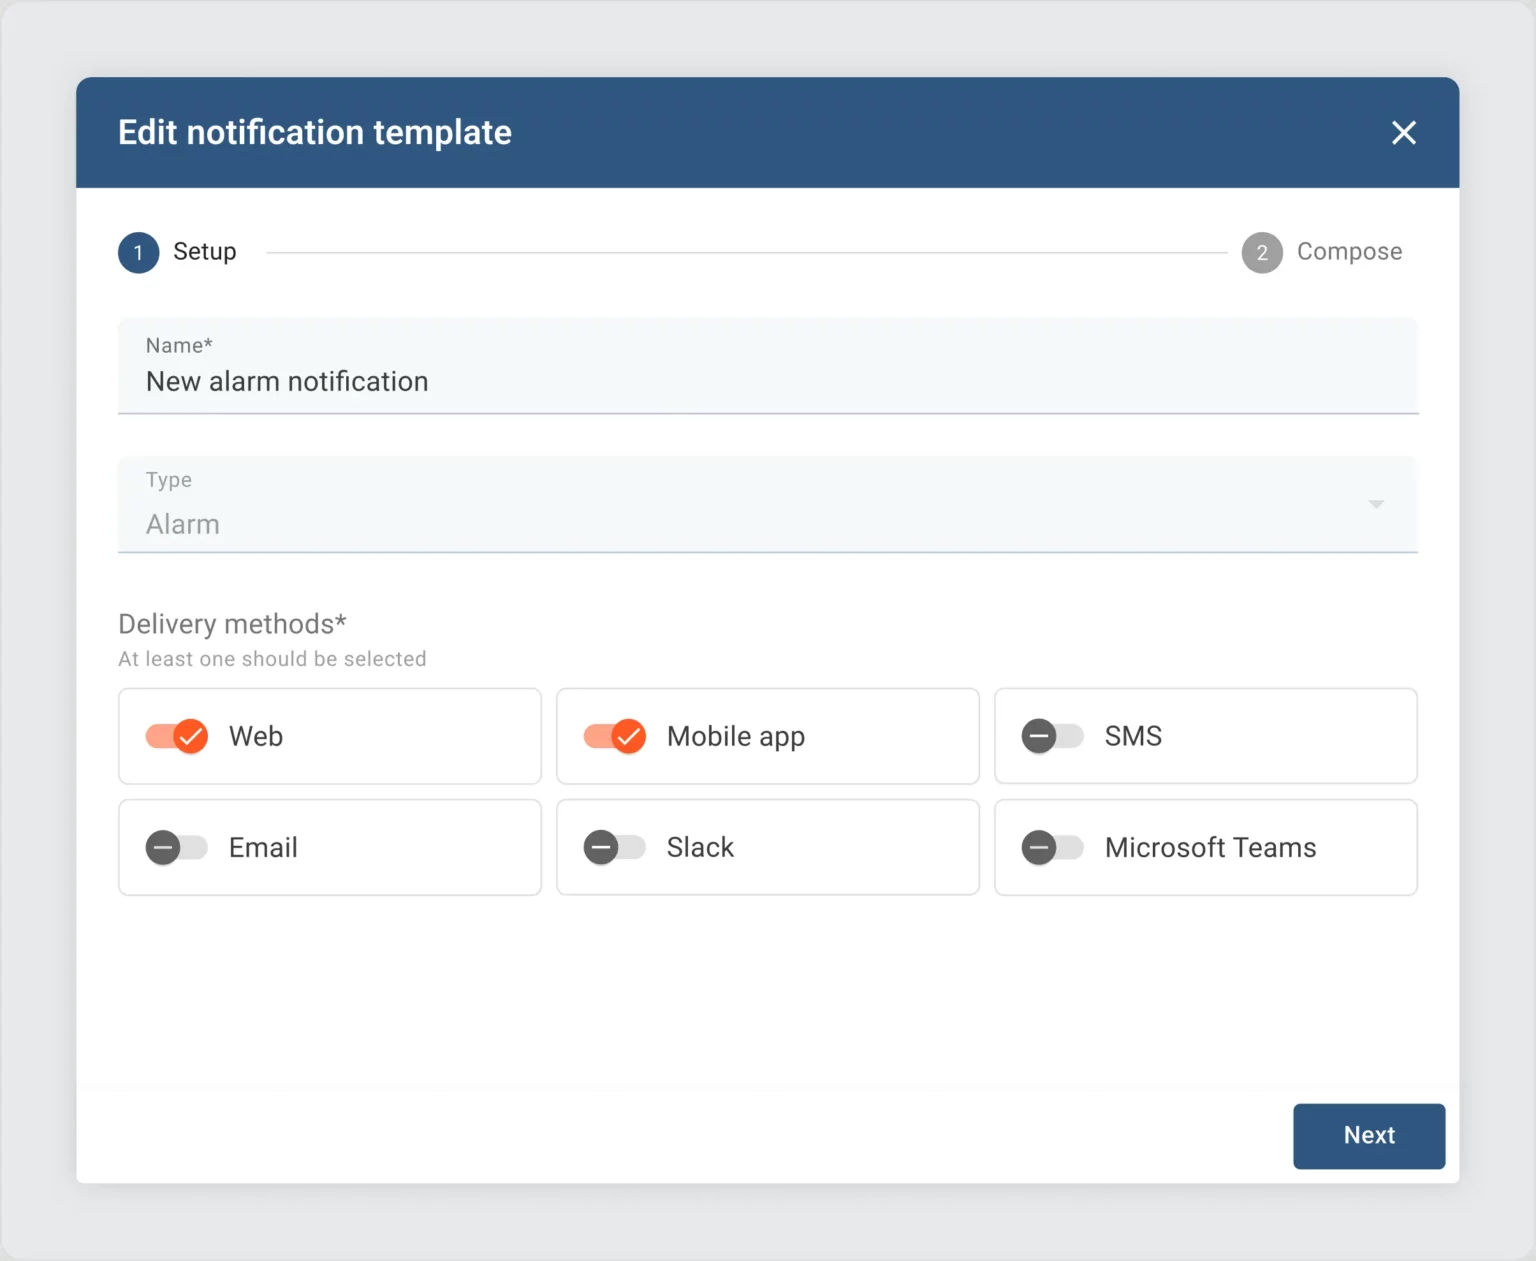 Edit notification template
1 Setup
2 Compose
Name*
New alarm notification
Type
Alarm
Delivery methods*
At least one should be selected
Web
Mobile app
SMS
Email
Slack
Microsoft Teams
Next